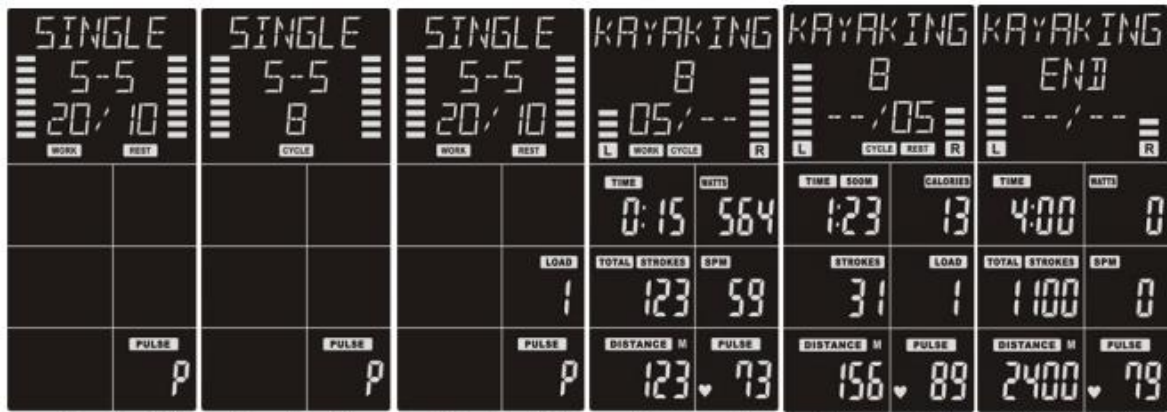 SINGLE
5-5
20/10
WORK REST
PULSE
P
SINGLE
5-5
8
CYCLE
PULSE
P
SINGLE
5-5
20/10
WORK REST
LOAD
1
PULSE
P
KAYAKING
8
05/--
L WORK CYCLE R
TIME WATTS
0:15 564
TOTAL STROKES SPM
123 59
DISTANCE M PULSE
123 73
KAYAKING
8
--/05
L CYCLE REST R
TIME 500M CALORIES
1:23 13
STROKES LOAD
31 1
DISTANCE M PULSE
156 89
KAYAKING
END
--/--
L R
TIME WATTS
4:00 0
TOTAL STROKES SPM
1100 0
DISTANCE M PULSE
2400 79